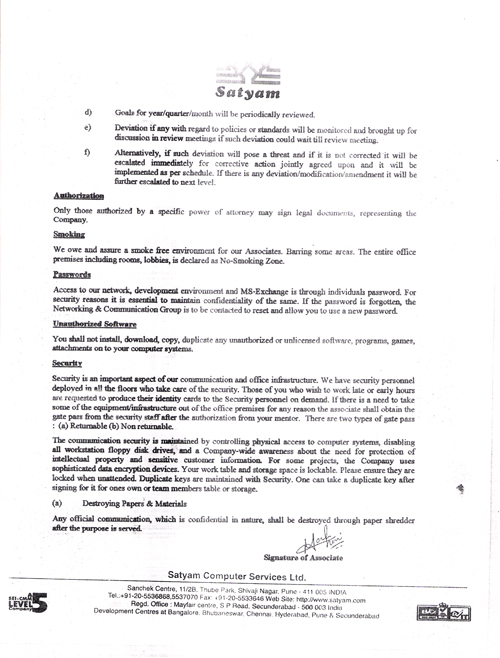 Satyam
d) Goals for year/quarter/month will be periodically reviewed.
e) Deviation if any with regard to policies or standards will be monitored and brought up for
discussion in review meetings if such deviation could wait till review meeting.
f) Alternatively, if such deviation will pose a threat and if it is not corrected it will be
escalated immediately for corrective action jointly agreed upon and it will be
implemented as per schedule. If there is any deviation/modification/amendment it will be
further escalated to next level.
Authorization
Only those authorized by a specific power of attorney may sign legal documents, representing the
Company.
Smoking
We owe and assure a smoke free environment for our Associates. Barring some areas. The entire office
premises including rooms, lobbies, is declared as No-Smoking Zone.
Passwords
Access to our network, development environment and MS-Exchange is through individuals password. For
security reasons it is essential to maintain confidentiality of the same. If the password is forgotten, the
Networking & Communication Group is to be contacted to reset and allow you to use a new password.
Unauthorized Software
You shall not install, download, copy, duplicate any unauthorized or unlicensed software, programs, games,
attachments on to your computer systems.
Security
Security is an important aspect of our communication and office infrastructure. We have security personnel
deployed in all the floors who take care of the security. Those of you who wish to work late or early hours
are requested to produce their identity cards to the Security personnel on demand. If there is a need to take
some of the equipment/infrastructure out of the office premises for any reason the associate shall obtain the
gate pass from the security staff after the authorization from your mentor. There are two types of gate pass
: (a) Returnable (b) Non returnable.
The communication security is maintained by controlling physical access to computer systems, disabling
all workstation floppy disk drives, and a Company-wide awareness about the need for protection of
intellectual property and sensitive customer information. For some projects, the Company uses
sophisticated data encryption devices. Your work table and storage space is lockable. Please ensure they are
locked when unattended. Duplicate keys are maintained with Security. One can take a duplicate key after
signing for it for ones own or team members table or storage.
(a) Destroying Papers & Materials
Any official communication, which is confidential in nature, shall be destroyed through paper shredder
after the purpose is served.
Signature of Associate
Satyam Computer Services Ltd.
Sanchek Centre, 11/2B, Tnube Park, Shivaji Nagar, Pune - 411 005 INDIA
Tel.:+91-20-5536868,5537070 Fax: +91-20-5533646 Web Site: http://www.satyam.com
Regd. Office : Mayfair centre, S P Road, Secunderabad - 500 003 India
Development Centres at Bangalore, Bhubaneswar, Chennai, Hyderabad, Pune & Secunderabad
SEI-CMM
LEVEL 5
COMPANY